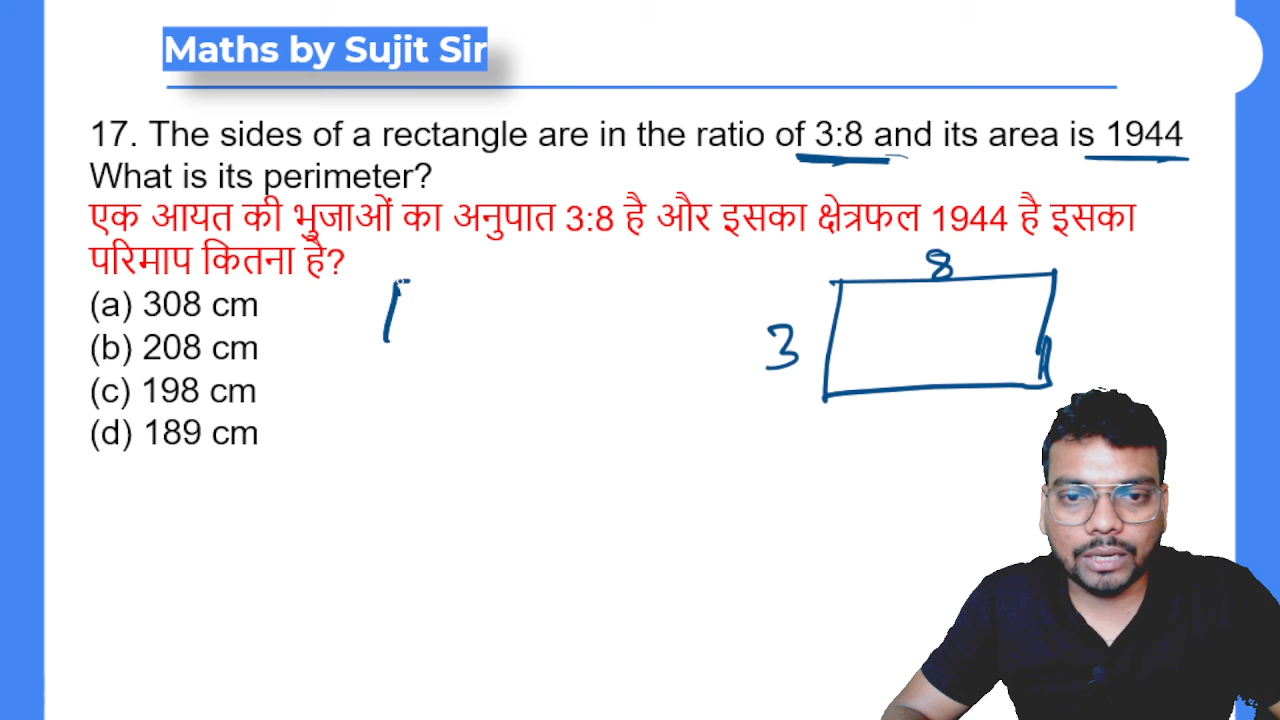 Maths by Sujit Sir
17. The sides of a rectangle are in the ratio of 3:8 and its area is 1944
What is its perimeter?
एक आयत की भुजाओं का अनुपात 3:8 है और इसका क्षेत्रफल 1944 है इसका
परिमाप कितना है?
8
(a) 308 cm
(b) 208 cm
3
(c) 198 cm
(d) 189 cm